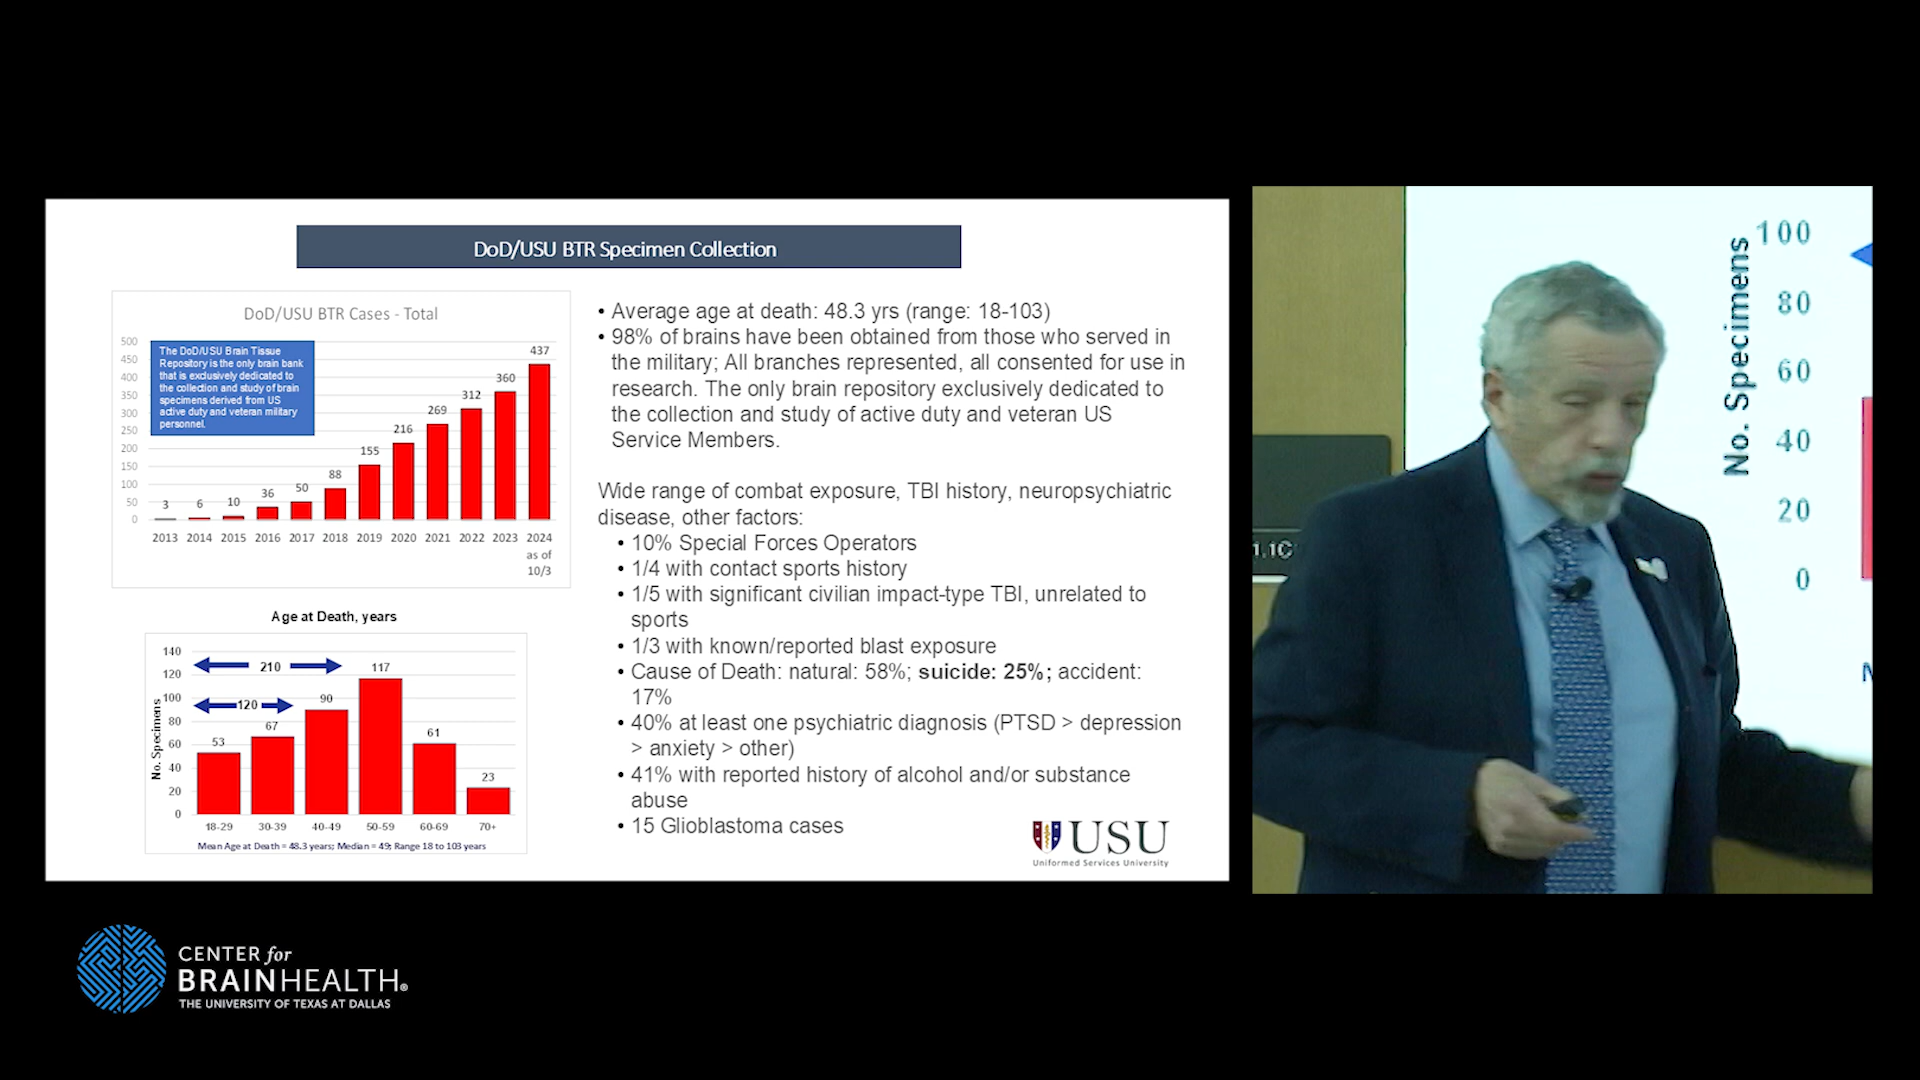 DoD/USU BTR Specimen Collection
DoD/USU BTR Cases - Total
500
450
400
350
300
250
200
150
100
50
0
The DoD/USU Brain Tissue
Repository is the only brain bank
that is exclusively dedicated to
the collection and study of brain
specimens derived from US
active duty and veteran military
personnel.
3 6 10 36 50 88 155 216 269 312 360 437
2013 2014 2015 2016 2017 2018 2019 2020 2021 2022 2023 2024
as of
10/3
Age at Death, years
No. Specimens
140
120
100
80
60
40
20
0
210
120
53 67 90 117 61 23
18-29 30-39 40-49 50-59 60-69 70+
Mean Age at Death = 48.3 years; Median = 49; Range 18 to 103 years
• Average age at death: 48.3 yrs (range: 18-103)
• 98% of brains have been obtained from those who served in
the military; All branches represented, all consented for use in
research. The only brain repository exclusively dedicated to
the collection and study of active duty and veteran US
Service Members.
Wide range of combat exposure, TBI history, neuropsychiatric
disease, other factors:
• 10% Special Forces Operators
• 1/4 with contact sports history
• 1/5 with significant civilian impact-type TBI, unrelated to
sports
• 1/3 with known/reported blast exposure
• Cause of Death: natural: 58%; suicide: 25%; accident:
17%
• 40% at least one psychiatric diagnosis (PTSD > depression
> anxiety > other)
• 41% with reported history of alcohol and/or substance
abuse
• 15 Glioblastoma cases
USU
Uniformed Services University
No. Specimens
100
80
60
40
20
0
1.1C
CENTER for
BRAINHEALTH®
THE UNIVERSITY OF TEXAS AT DALLAS